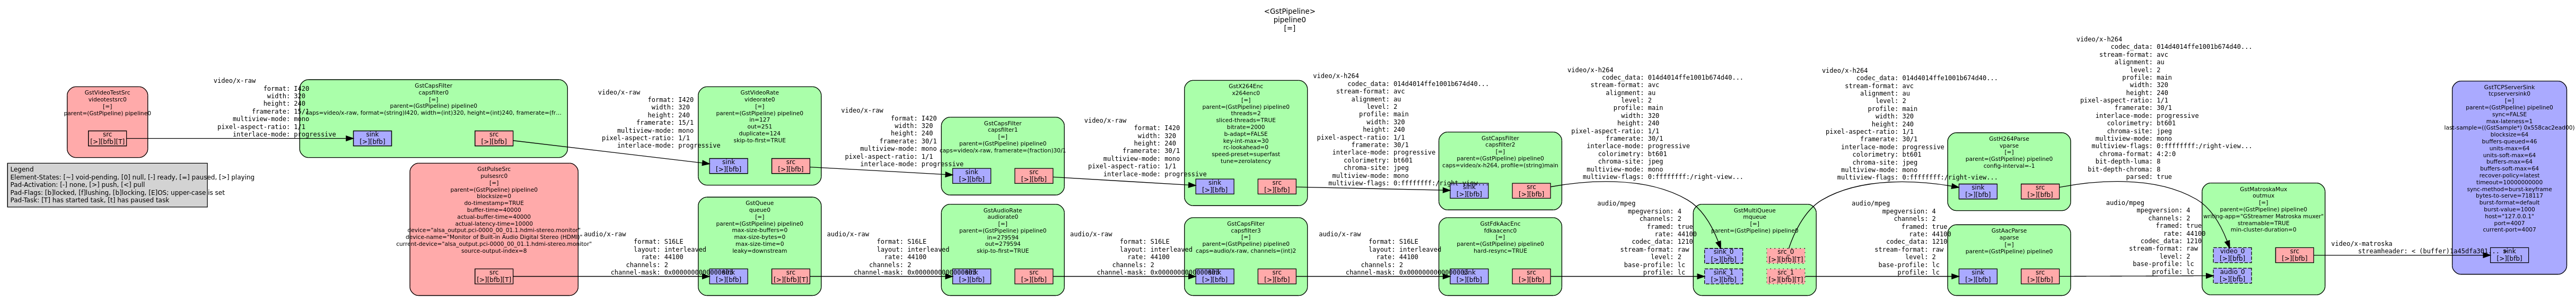 <GstPipeline>
pipeline0
[=]
Legend
Element-States: [~] void-pending, [0] null, [-] ready, [=] paused, [>] playing
Pad-Activation: [-] none, [>] push, [<] pull
Pad-Flags: [b]locked, [f]lushing, [b]locking, [E]OS; upper-case is set
Pad-Task: [T] has started task, [t] has paused task
GstVideoTestSrc
videotestsrc0
[=]
parent=(GstPipeline) pipeline0
src
[>][bfb][T]
video/x-raw
format: I420
width: 320
height: 240
framerate: 15/1
multiview-mode: mono
pixel-aspect-ratio: 1/1
interlace-mode: progressive
GstCapsFilter
capsfilter0
[=]
parent=(GstPipeline) pipeline0
caps=video/x-raw, format=(string)I420, width=(int)320, height=(int)240, framerate=(fr...
sink
[>][bfb]
src
[>][bfb]
video/x-raw
format: I420
width: 320
height: 240
framerate: 15/1
multiview-mode: mono
pixel-aspect-ratio: 1/1
interlace-mode: progressive
GstVideoRate
videorate0
[=]
parent=(GstPipeline) pipeline0
in=127
out=251
duplicate=124
skip-to-first=TRUE
sink
[>][bfb]
src
[>][bfb]
video/x-raw
format: I420
width: 320
height: 240
framerate: 30/1
multiview-mode: mono
pixel-aspect-ratio: 1/1
interlace-mode: progressive
GstCapsFilter
capsfilter1
[=]
parent=(GstPipeline) pipeline0
caps=video/x-raw, framerate=(fraction)30/1
sink
[>][bfb]
src
[>][bfb]
video/x-raw
format: I420
width: 320
height: 240
framerate: 30/1
multiview-mode: mono
pixel-aspect-ratio: 1/1
interlace-mode: progressive
GstX264Enc
x264enc0
[=]
parent=(GstPipeline) pipeline0
threads=2
sliced-threads=TRUE
bitrate=2000
b-adapt=FALSE
key-int-max=30
rc-lookahead=0
speed-preset=superfast
tune=zerolatency
sink
[>][bfb]
src
[>][bfb]
video/x-h264
codec_data: 014d4014ffe1001b674d40...
stream-format: avc
alignment: au
level: 2
profile: main
width: 320
height: 240
pixel-aspect-ratio: 1/1
framerate: 30/1
interlace-mode: progressive
colorimetry: bt601
chroma-site: jpeg
multiview-mode: mono
multiview-flags: 0:ffffffff:/right-view...
GstCapsFilter
capsfilter2
[=]
parent=(GstPipeline) pipeline0
caps=video/x-h264, profile=(string)main
sink
[>][bfb]
src
[>][bfb]
video/x-h264
codec_data: 014d4014ffe1001b674d40...
stream-format: avc
alignment: au
level: 2
profile: main
width: 320
height: 240
pixel-aspect-ratio: 1/1
framerate: 30/1
interlace-mode: progressive
colorimetry: bt601
chroma-site: jpeg
multiview-mode: mono
multiview-flags: 0:ffffffff:/right-view...
GstPulseSrc
pulsesrc0
[=]
parent=(GstPipeline) pipeline0
blocksize=0
do-timestamp=TRUE
buffer-time=40000
actual-buffer-time=40000
actual-latency-time=10000
device="alsa_output.pci-0000_00_01.1.hdmi-stereo.monitor"
device-name="Monitor of Built-in Audio Digital Stereo (HDMI)"
current-device="alsa_output.pci-0000_00_01.1.hdmi-stereo.monitor"
source-output-index=8
src
[>][bfb][T]
audio/x-raw
format: S16LE
layout: interleaved
rate: 44100
channels: 2
GstQueue
queue0
[=]
parent=(GstPipeline) pipeline0
max-size-buffers=0
max-size-bytes=0
max-size-time=0
leaky=downstream
sink
[>][bfb]
src
[>][bfb][T]
audio/x-raw
format: S16LE
layout: interleaved
rate: 44100
channels: 2
GstAudioRate
audiorate0
[=]
parent=(GstPipeline) pipeline0
in=279594
out=279594
skip-to-first=TRUE
sink
[>][bfb]
src
[>][bfb]
audio/x-raw
format: S16LE
layout: interleaved
rate: 44100
channels: 2
GstCapsFilter
capsfilter3
[=]
parent=(GstPipeline) pipeline0
caps=audio/x-raw, channels=(int)2
sink
[>][bfb]
src
[>][bfb]
audio/x-raw
format: S16LE
layout: interleaved
rate: 44100
channels: 2
GstFdkAacEnc
fdkaacenc0
[=]
parent=(GstPipeline) pipeline0
hard-resync=TRUE
sink
[>][bfb]
src
[>][bfb]
audio/mpeg
mpegversion: 4
channels: 2
framed: true
rate: 44100
codec_data: 1210
stream-format: raw
level: 2
base-profile: lc
profile: lc
GstMultiQueue
mqueue
[=]
parent=(GstPipeline) pipeline0
sink_0
[>][bfb]
src_0
[>][bfb][T]
sink_1
[>][bfb]
src_1
[>][bfb][T]
video/x-h264
codec_data: 014d4014ffe1001b674d40...
stream-format: avc
alignment: au
level: 2
profile: main
width: 320
height: 240
pixel-aspect-ratio: 1/1
framerate: 30/1
interlace-mode: progressive
colorimetry: bt601
chroma-site: jpeg
multiview-mode: mono
multiview-flags: 0:ffffffff:/right-view...
audio/mpeg
mpegversion: 4
channels: 2
framed: true
rate: 44100
codec_data: 1210
stream-format: raw
level: 2
base-profile: lc
profile: lc
GstH264Parse
vparse
[=]
parent=(GstPipeline) pipeline0
config-interval=-1
sink
[>][bfb]
src
[>][bfb]
GstAacParse
aparse
[=]
parent=(GstPipeline) pipeline0
sink
[>][bfb]
src
[>][bfb]
video/x-h264
codec_data: 014d4014ffe1001b674d40...
stream-format: avc
alignment: au
level: 2
profile: main
width: 320
height: 240
pixel-aspect-ratio: 1/1
framerate: 30/1
interlace-mode: progressive
colorimetry: bt601
chroma-site: jpeg
multiview-mode: mono
multiview-flags: 0:ffffffff:/right-view...
chroma-format: 4:2:0
bit-depth-luma: 8
bit-depth-chroma: 8
parsed: true
audio/mpeg
mpegversion: 4
channels: 2
framed: true
rate: 44100
codec_data: 1210
stream-format: raw
level: 2
base-profile: lc
profile: lc
GstMatroskaMux
outmux
[=]
parent=(GstPipeline) pipeline0
writing-app="GStreamer Matroska muxer"
streamable=TRUE
min-cluster-duration=0
video_0
[>][bfb]
audio_0
[>][bfb]
src
[>][bfb]
video/x-matroska
streamheader: < (buffer)1a45dfa301...
GstTCPServerSink
tcpserversink0
[=]
parent=(GstPipeline) pipeline0
sync=FALSE
max-lateness=1
last-sample=((GstSample*) 0x558cac2ead00)
blocksize=64
buffers-queued=46
units-max=64
units-soft-max=64
buffers-max=64
buffers-soft-max=64
recover-policy=latest
timeout=10000000000
sync-method=burst-keyframe
bytes-to-serve=718117
burst-format=default
burst-value=1000
host="127.0.0.1"
port=4007
current-port=4007
sink
[>][bfb]